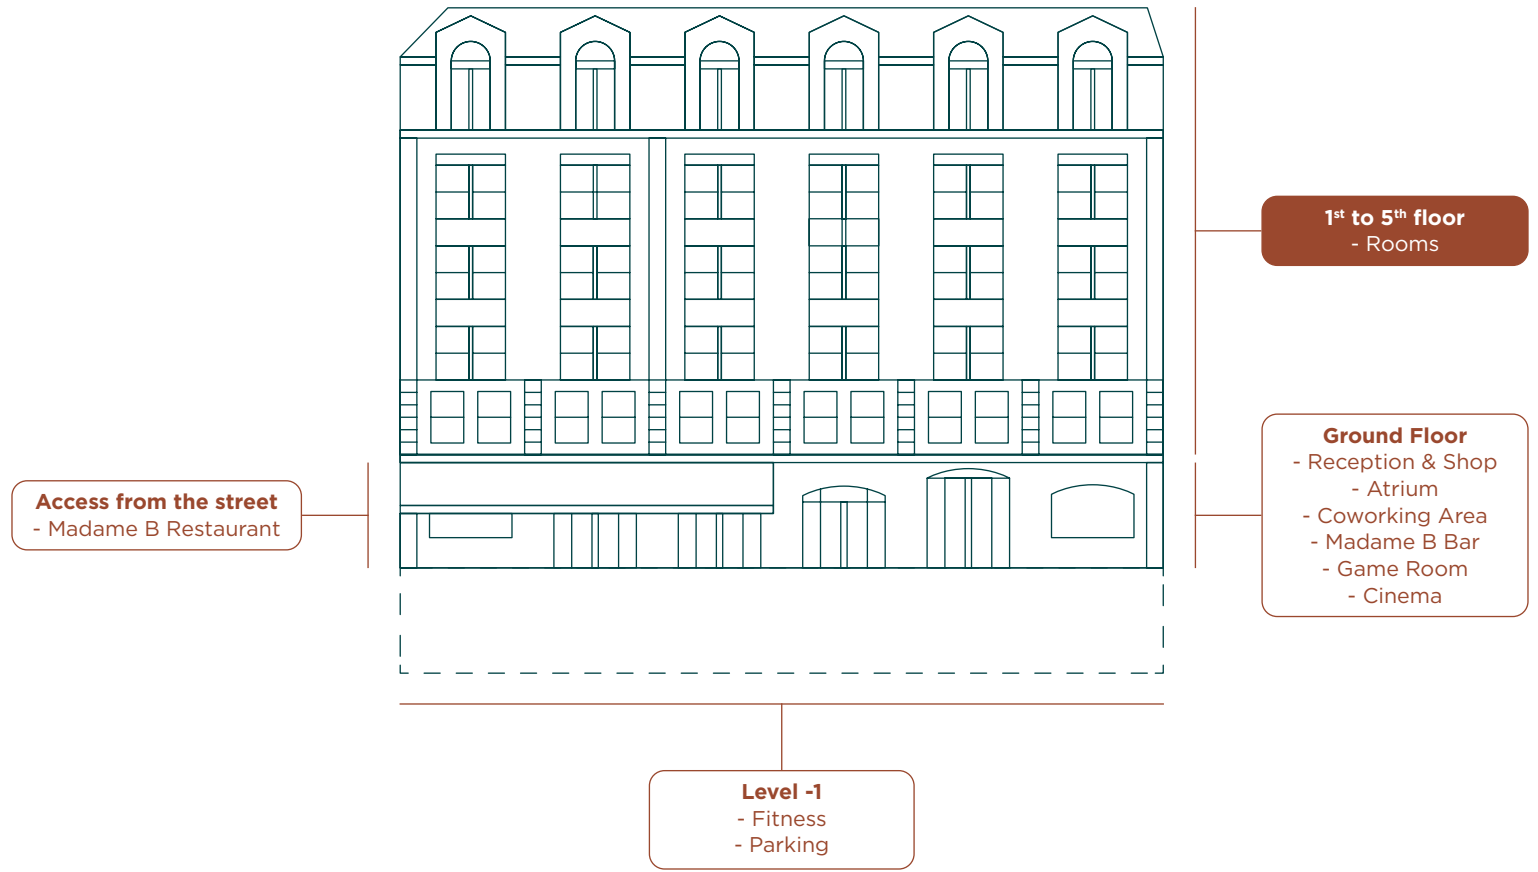 1st to 5th floor
- Rooms
Ground Floor
- Reception & Shop
- Atrium
- Coworking Area
- Madame B Bar
- Game Room
- Cinema
Access from the street
- Madame B Restaurant
Level -1
- Fitness
- Parking